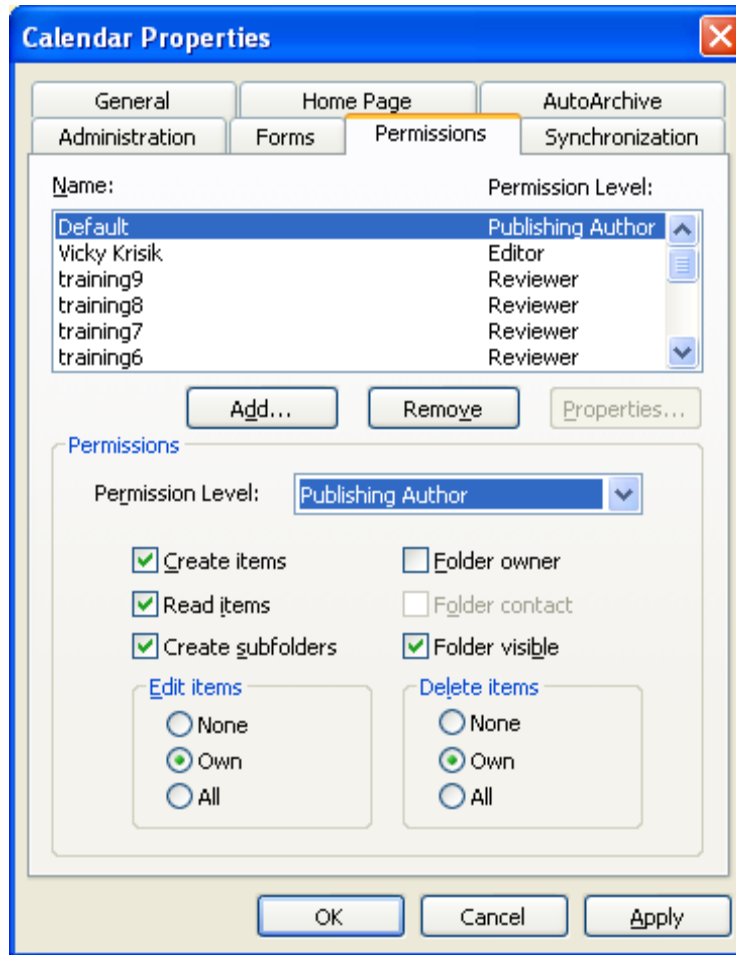 Calendar Properties
General Home Page AutoArchive
Administration Forms Permissions Synchronization
Name: Permission Level:
Default Publishing Author
Vicky Krisik Editor
training9 Reviewer
training8 Reviewer
training7 Reviewer
training6 Reviewer
Add... Remove Properties...
Permissions
Permission Level: Publishing Author
Create items Folder owner
Read items Folder contact
Create subfolders Folder visible
Edit items Delete items
None None
Own Own
All All
OK Cancel Apply